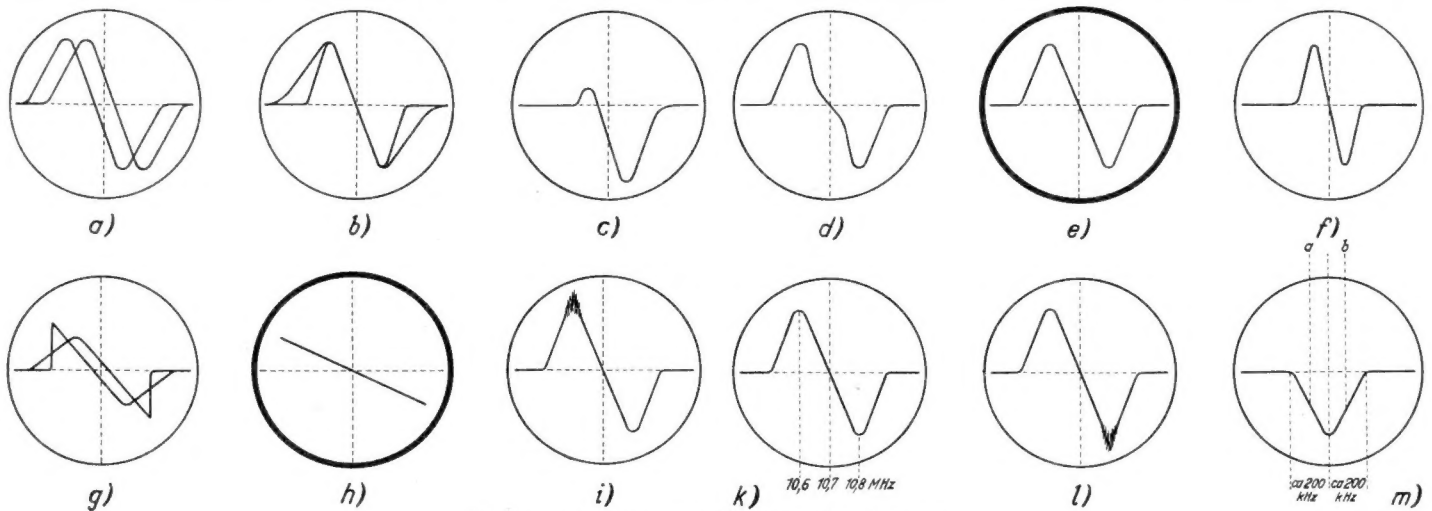 a)
b)
c)
d)
e)
f)
a b
g)
h)
i)
k)
10,6 10,7 10,8 MHz
l)
ca 200 kHz
ca 200 kHz
m)